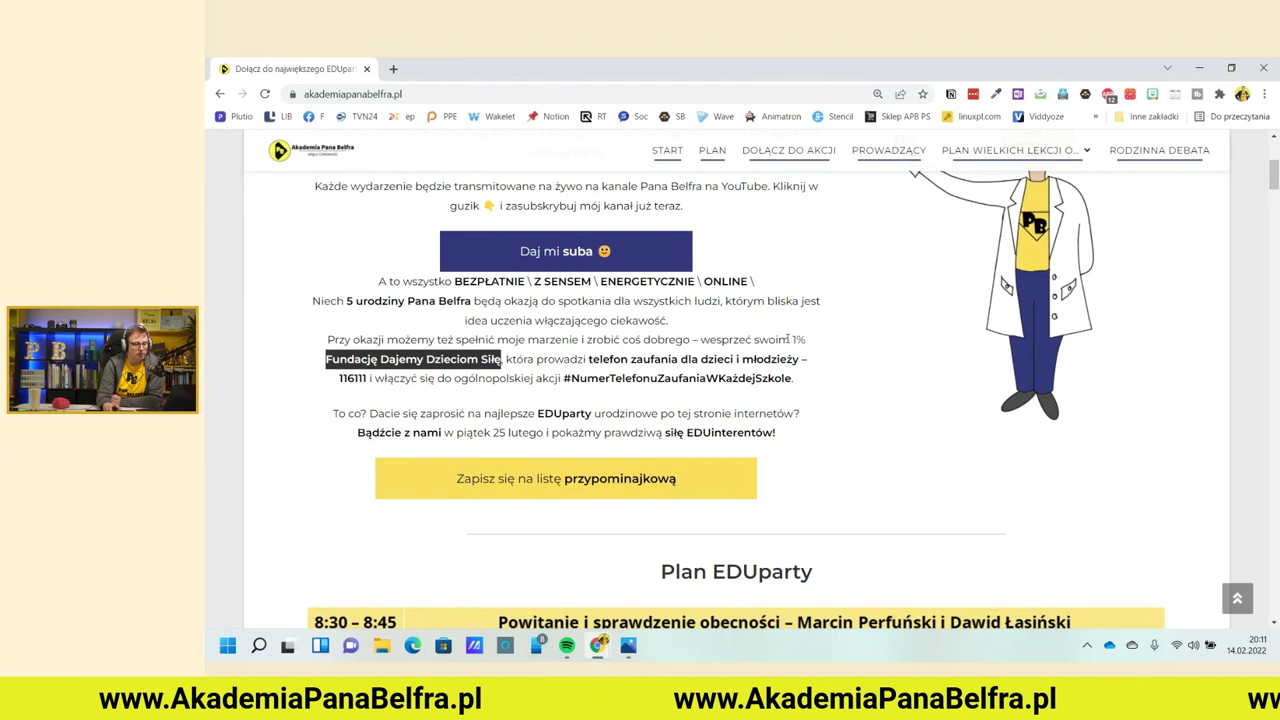 Dołącz do największego EDUpar
akademiapanabelfra.pl
12
Plutio
LIB
F
TVN24
ep
PPE
Wakelet
Notion
RT
Soc
SB
Wave
Animatron
Stencil
Sklep APB PS
linuxpl.com
Viddyoze
»
Inne zakładki
Do przeczytania
Akademia Pana Belfra
START
PLAN
DOŁĄCZ DO AKCJI
PROWADZĄCY
PLAN WIELKICH LEKCJI O...
RODZINNA DEBATA
Każde wydarzenie będzie transmitowane na żywo na kanale Pana Belfra na YouTube. Kliknij w
guzik 👇 i zasubskrybuj mój kanał już teraz.
Daj mi suba 🙂
A to wszystko BEZPŁATNIE \ Z SENSEM \ ENERGETYCZNIE \ ONLINE \
Niech 5 urodziny Pana Belfra będą okazją do spotkania dla wszystkich ludzi, którym bliska jest
idea uczenia włączającego ciekawość.
Przy okazji możemy też spełnić moje marzenie i zrobić coś dobrego – wesprzeć swoim 1%
Fundację Dajemy Dzieciom Siłę, która prowadzi telefon zaufania dla dzieci i młodzieży –
116111 i włączyć się do ogólnopolskiej akcji #NumerTelefonuZaufaniaWKażdejSzkole.
To co? Dacie się zaprosić na najlepsze EDUparty urodzinowe po tej stronie internetów?
Bądźcie z nami w piątek 25 lutego i pokażmy prawdziwą siłę EDUinterentów!
Zapisz się na listę przypominajkową
PB
Plan EDUparty
8:30 – 8:45
Powitanie i sprawdzenie obecności – Marcin Perfuński i Dawid Łasiński
8
20:11
14.02.2022
P B
www.AkademiaPanaBelfra.pl
www.AkademiaPanaBelfra.pl
ww